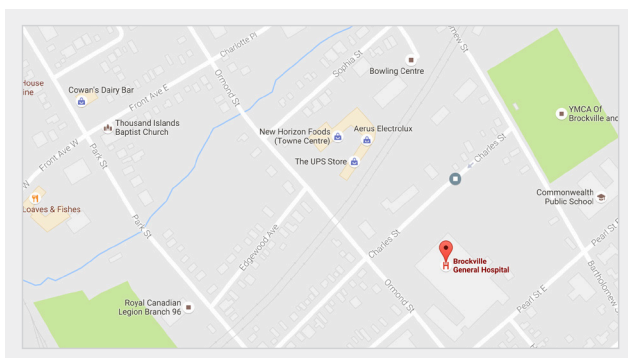 Charlotte Pl
Ormond St
Sophia St
Bowling Centre
House
Cowan's Dairy Bar
Front Ave E
Thousand Islands
Baptist Church
New Horizon Foods
(Towne Centre)
Aerus Electrolux
The UPS Store
YMCA Of
Brockville and
Charles St
Front Ave W
Park St
Commonwealth
Public School
Loaves & Fishes
Park St
Edgewood Ave
Charles St
Pearl St E
Brockville
General Hospital
Ormond St
Pearl St E
Bartholomew St
Royal Canadian
Legion Branch 96